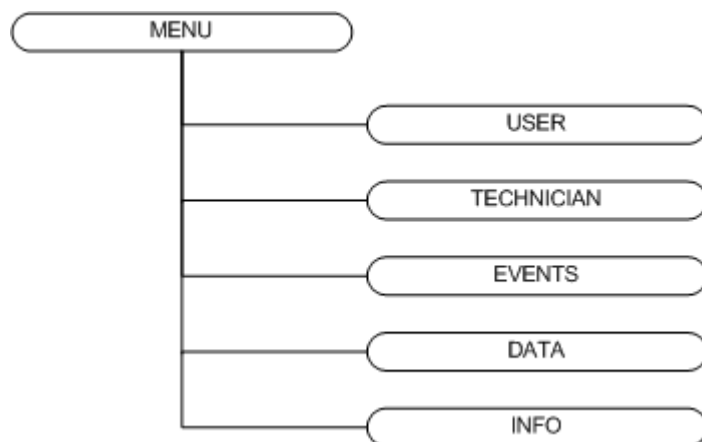 MENU
USER
TECHNICIAN
EVENTS
DATA
INFO